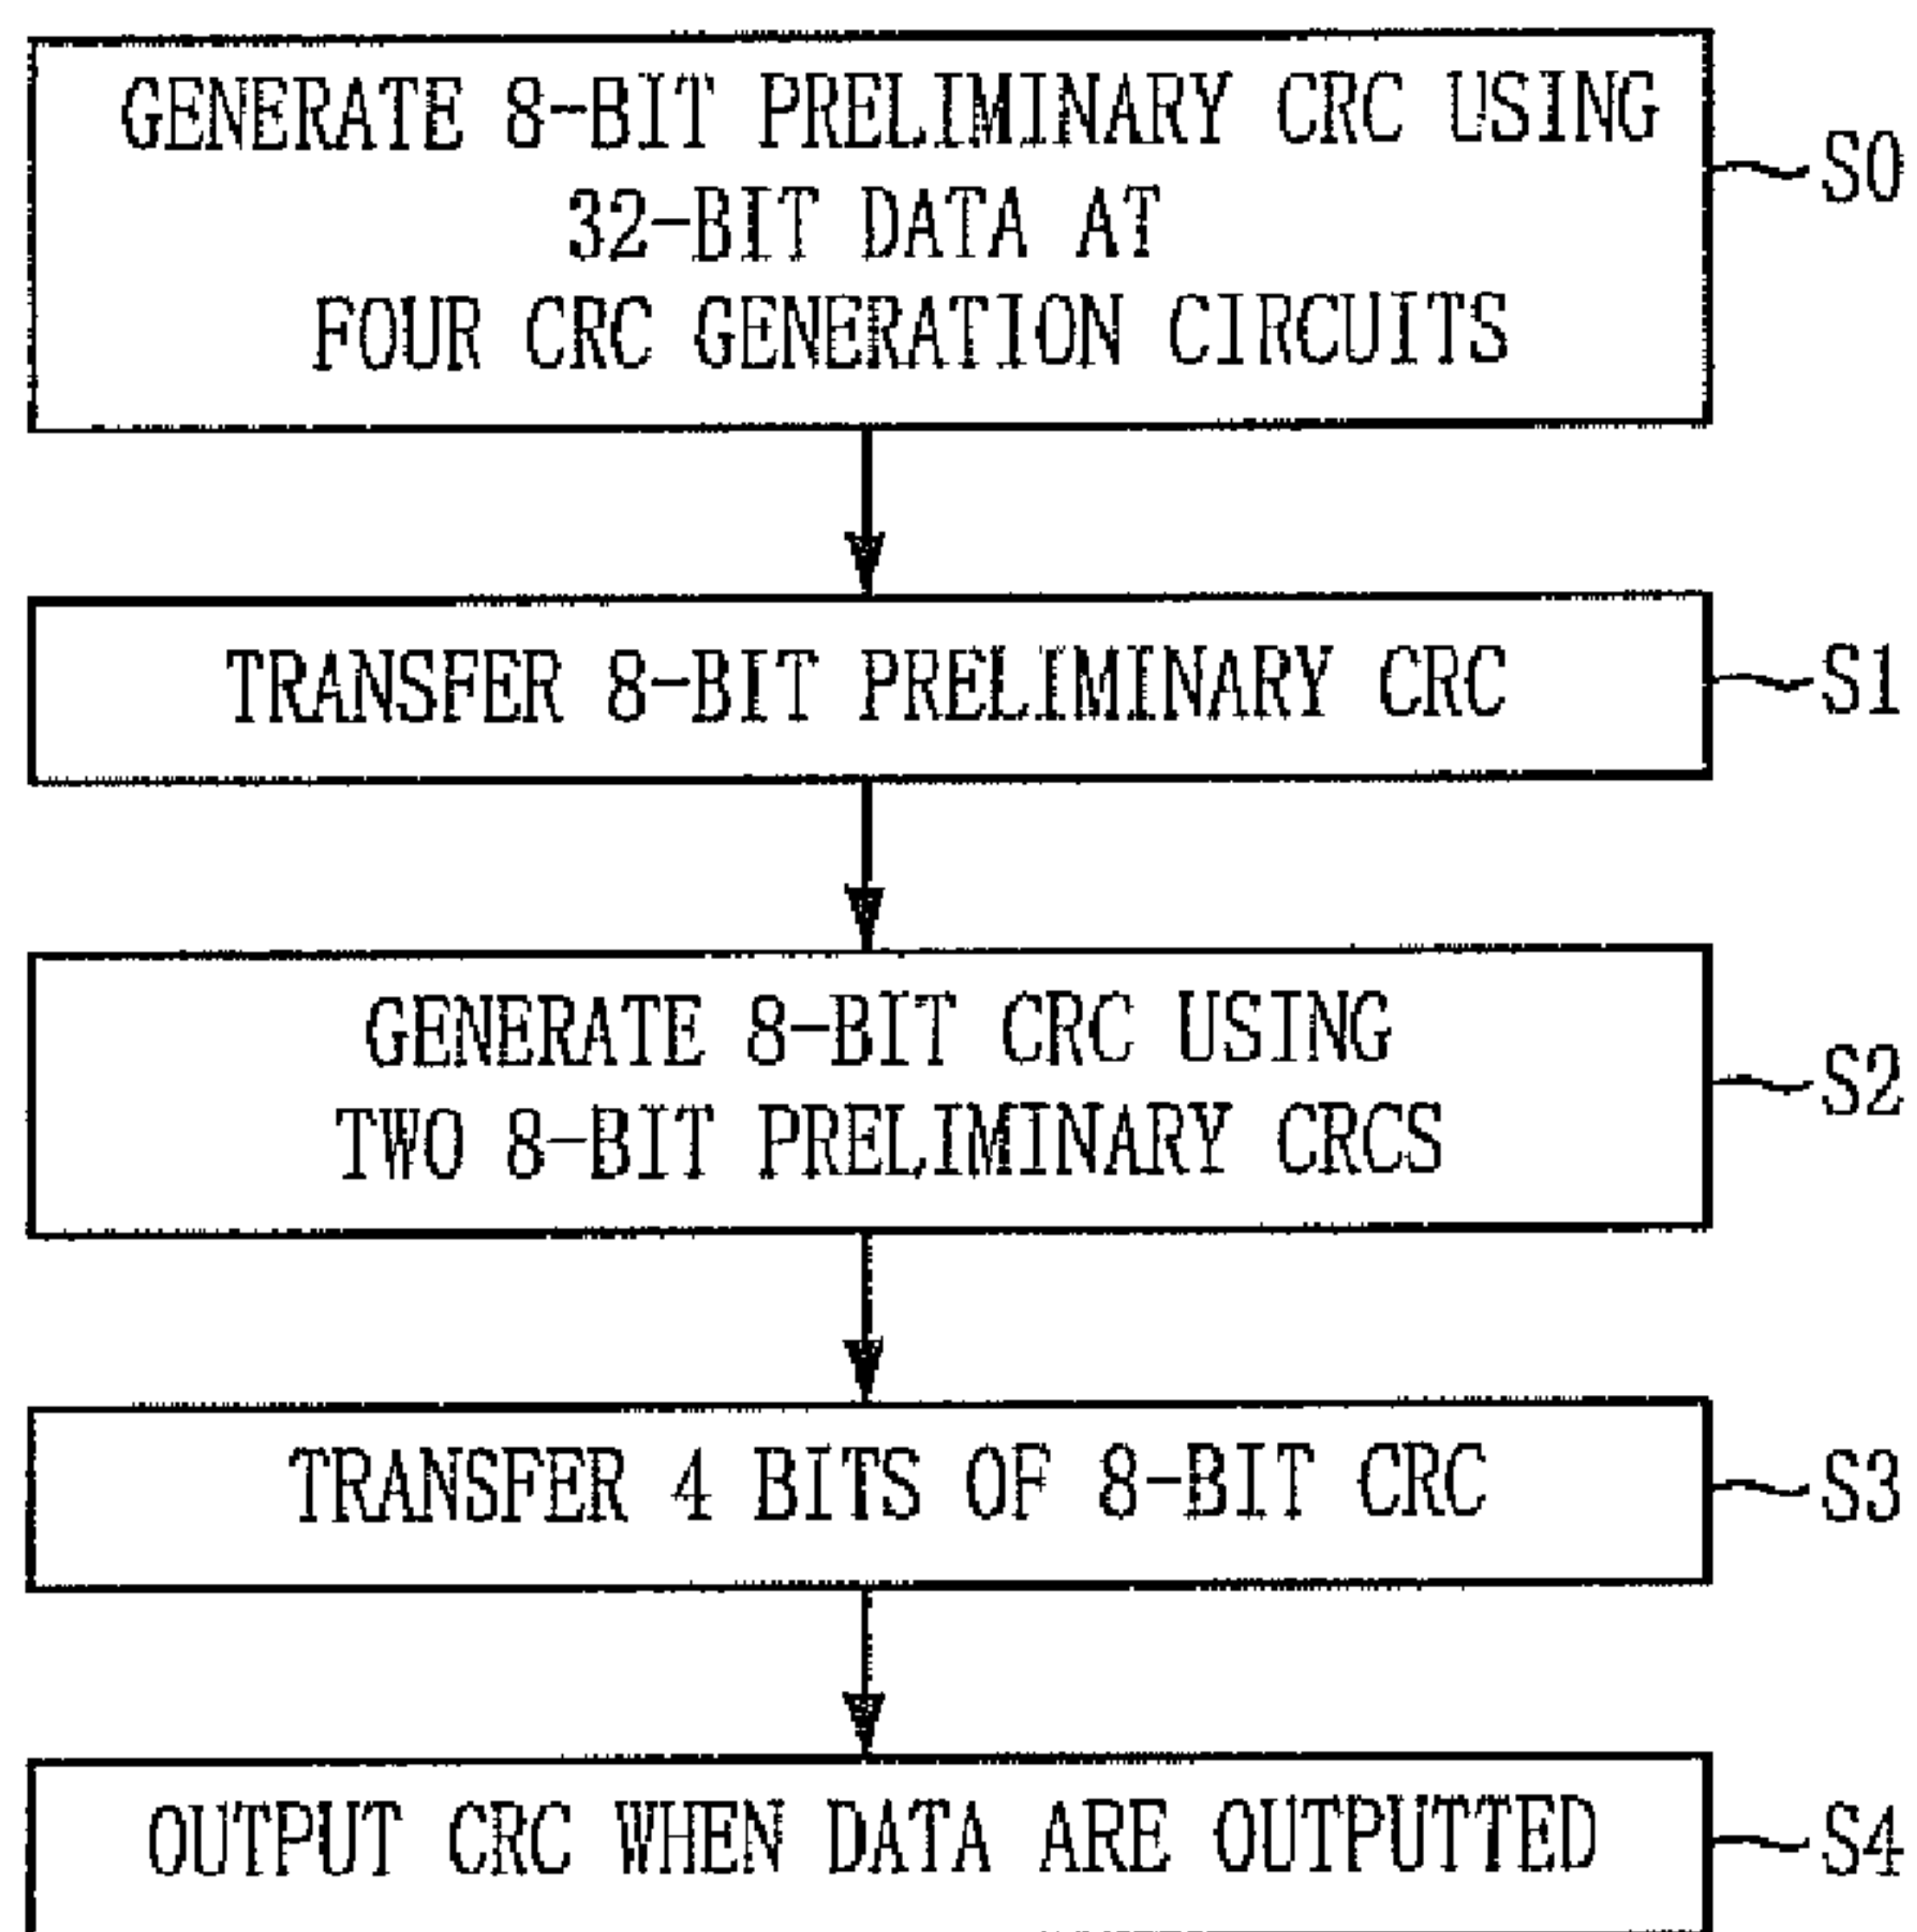 GENERATE 8-BIT PRELIMINARY CRC USING
32-BIT DATA AT
FOUR CRC GENERATION CIRCUITS
S0
TRANSFER 8-BIT PRELIMINARY CRC
S1
GENERATE 8-BIT CRC USING
TWO 8-BIT PRELIMINARY CRCS
S2
TRANSFER 4 BITS OF 8-BIT CRC
S3
OUTPUT CRC WHEN DATA ARE OUTPUTTED
S4